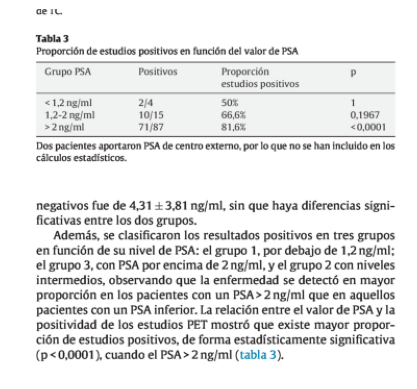 de TC.
Tabla 3
Proporción de estudios positivos en función del valor de PSA
Grupo PSA Positivos Proporción estudios positivos p
< 1,2 ng/ml 2/4 50% 1
1,2-2 ng/ml 10/15 66,6% 0,1967
> 2 ng/ml 71/87 81,6% <0,0001
Dos pacientes aportaron PSA de centro externo, por lo que no se han incluido en los
cálculos estadísticos.
negativos fue de 4,31 ± 3,81 ng/ml, sin que haya diferencias signi-
ficativas entre los dos grupos.
Además, se clasificaron los resultados positivos en tres grupos
en función de su nivel de PSA: el grupo 1, por debajo de 1,2 ng/ml;
el grupo 3, con PSA por encima de 2 ng/ml, y el grupo 2 con niveles
intermedios, observando que la enfermedad se detectó en mayor
proporción en los pacientes con un PSA > 2 ng/ml que en aquellos
pacientes con un PSA inferior. La relación entre el valor de PSA y la
positividad de los estudios PET mostró que existe mayor propor-
ción de estudios positivos, de forma estadísticamente significativa
(p < 0,0001), cuando el PSA > 2 ng/ml (tabla 3).